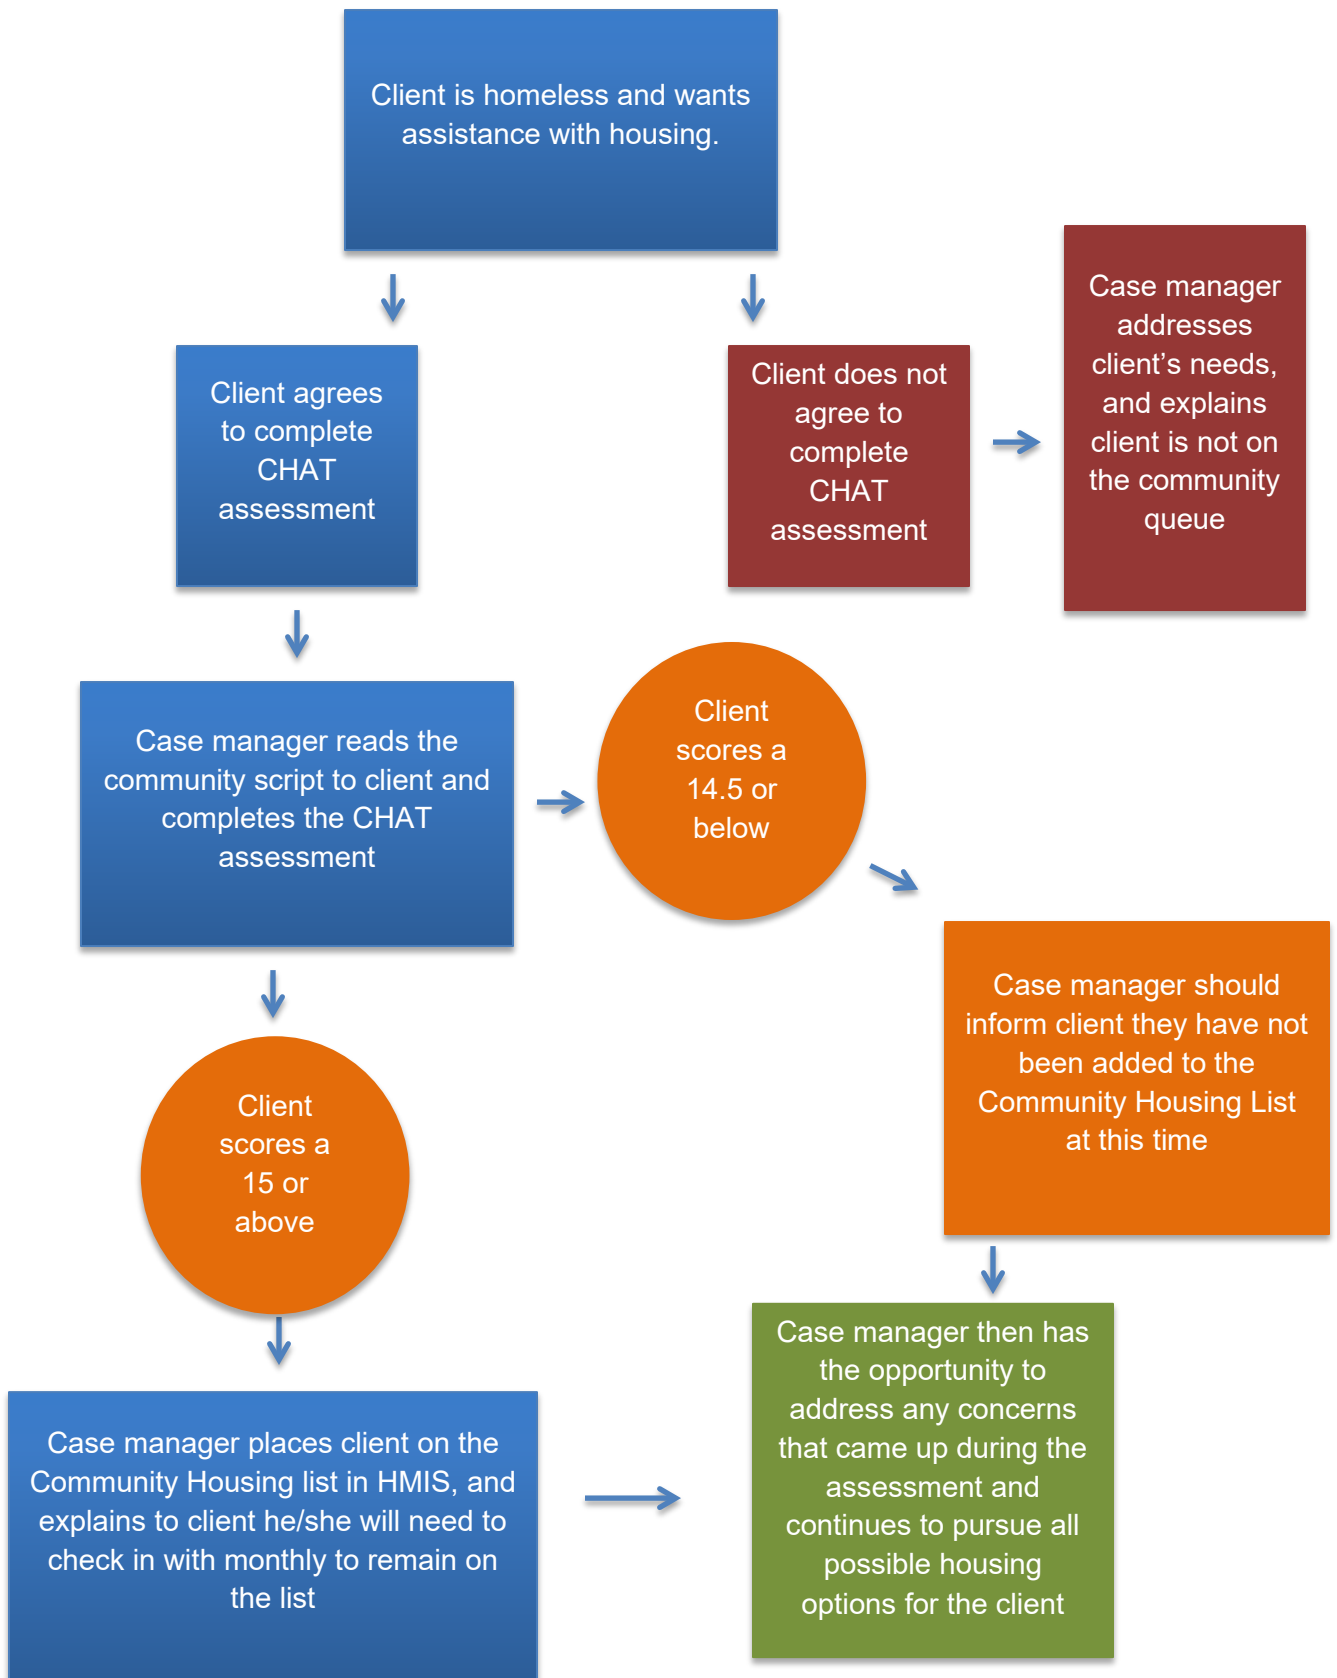 Client is homeless and wants
assistance with housing.
Client agrees
to complete
CHAT
assessment
Client does not
agree to
complete
CHAT
assessment
Case manager
addresses
client’s needs,
and explains
client is not on
the community
queue
Case manager reads the
community script to client and
completes the CHAT
assessment
Client
scores a
14.5 or
below
Case manager should
inform client they have not
been added to the
Community Housing List
at this time
Client
scores a
15 or
above
Case manager places client on the
Community Housing list in HMIS, and
explains to client he/she will need to
check in with monthly to remain on
the list
Case manager then has
the opportunity to
address any concerns
that came up during the
assessment and
continues to pursue all
possible housing
options for the client